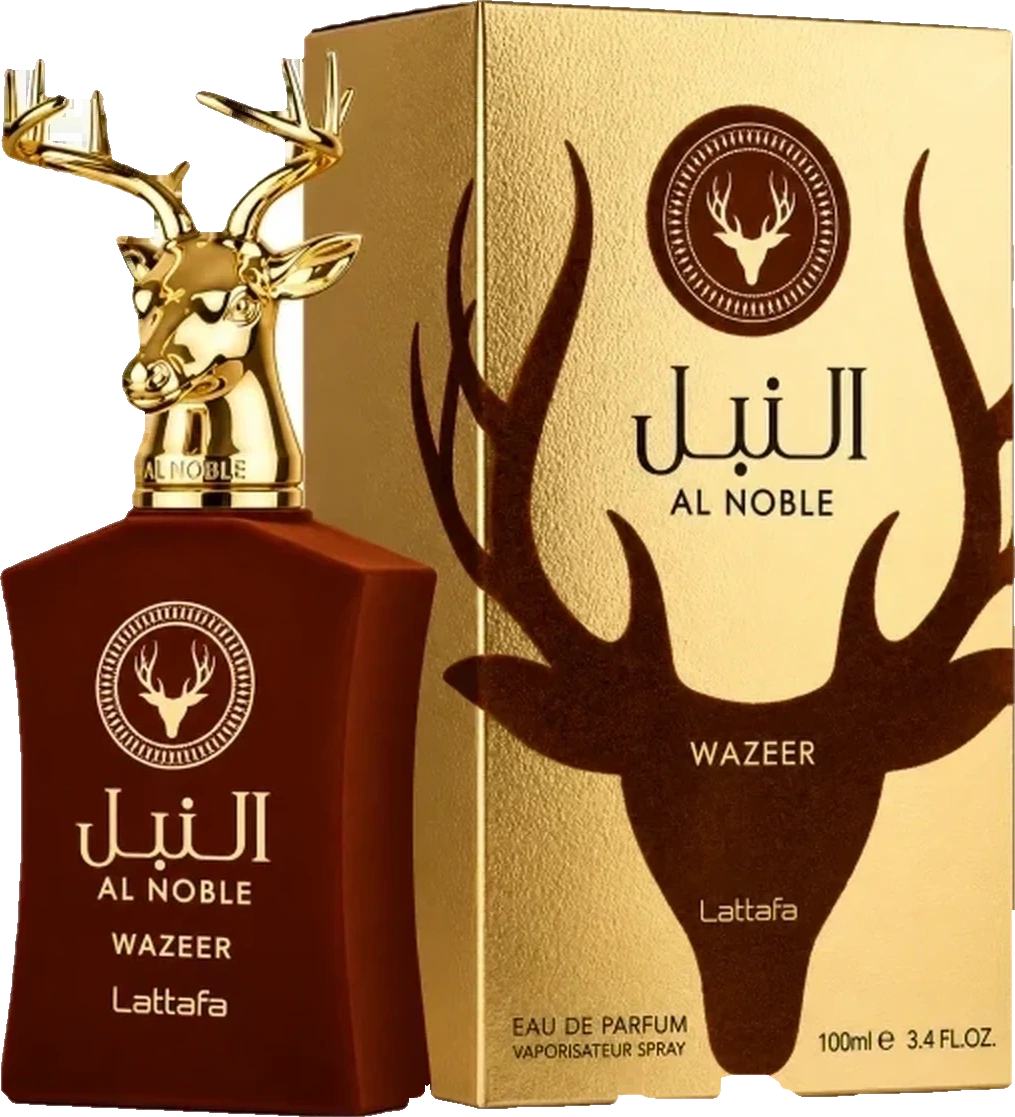 AL NOBLE
النبل
AL NOBLE
WAZEER
Lattafa
النبل
AL NOBLE
WAZEER
Lattafa
EAU DE PARFUM
VAPORISATEUR SPRAY
100ml e 3.4 FL.OZ.